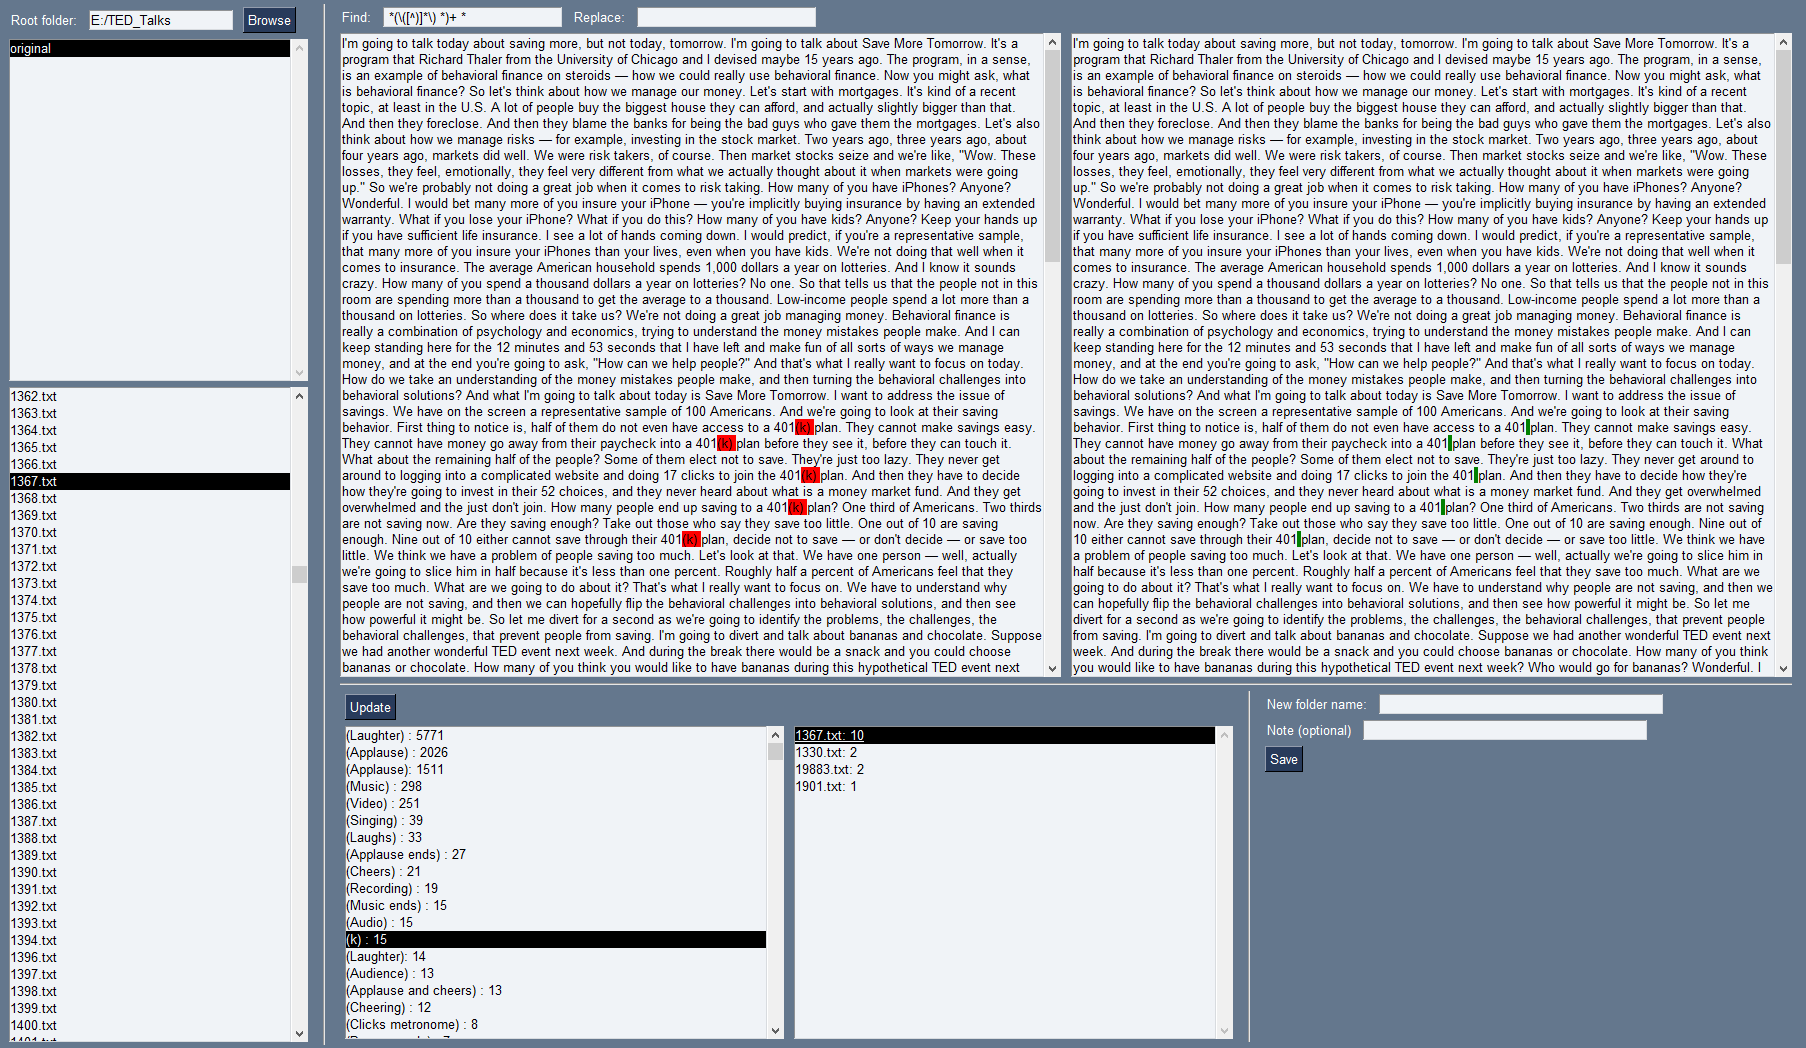 Root folder:
E:/TED_Talks
Browse
original
1362.txt
1363.txt
1364.txt
1365.txt
1366.txt
1367.txt
1368.txt
1369.txt
1370.txt
1371.txt
1372.txt
1373.txt
1374.txt
1375.txt
1376.txt
1377.txt
1378.txt
1379.txt
1380.txt
1381.txt
1382.txt
1383.txt
1384.txt
1385.txt
1386.txt
1387.txt
1388.txt
1389.txt
1390.txt
1391.txt
1392.txt
1393.txt
1394.txt
1396.txt
1397.txt
1398.txt
1399.txt
1400.txt
Find:
*(\([^)]*\) *)+ *
Replace:
I'm going to talk today about saving more, but not today, tomorrow. I'm going to talk about Save More Tomorrow. It's a
program that Richard Thaler from the University of Chicago and I devised maybe 15 years ago. The program, in a sense,
is an example of behavioral finance on steroids — how we could really use behavioral finance. Now you might ask, what
is behavioral finance? So let's think about how we manage our money. Let's start with mortgages. It's kind of a recent
topic, at least in the U.S. A lot of people buy the biggest house they can afford, and actually slightly bigger than that.
And then they foreclose. And then they blame the banks for being the bad guys who gave them the mortgages. Let's also
think about how we manage risks — for example, investing in the stock market. Two years ago, three years ago, about
four years ago, markets did well. We were risk takers, of course. Then market stocks seize and we're like, "Wow. These
losses, they feel, emotionally, they feel very different from what we actually thought about it when markets were going
up." So we're probably not doing a great job when it comes to risk taking. How many of you have iPhones? Anyone?
Wonderful. I would bet many more of you insure your iPhone — you're implicitly buying insurance by having an extended
warranty. What if you lose your iPhone? What if you do this? How many of you have kids? Anyone? Keep your hands up
if you have sufficient life insurance. I see a lot of hands coming down. I would predict, if you're a representative sample,
that many more of you insure your iPhones than your lives, even when you have kids. We're not doing that well when it
comes to insurance. The average American household spends 1,000 dollars a year on lotteries. And I know it sounds
crazy. How many of you spend a thousand dollars a year on lotteries? No one. So that tells us that the people not in this
room are spending more than a thousand to get the average to a thousand. Low-income people spend a lot more than a
thousand on lotteries. So where does it take us? We're not doing a great job managing money. Behavioral finance is
really a combination of psychology and economics, trying to understand the money mistakes people make. And I can
keep standing here for the 12 minutes and 53 seconds that I have left and make fun of all sorts of ways we manage
money, and at the end you're going to ask, "How can we help people?" And that's what I really want to focus on today.
How do we take an understanding of the money mistakes people make, and then turning the behavioral challenges into
behavioral solutions? And what I'm going to talk about today is Save More Tomorrow. I want to address the issue of
savings. We have on the screen a representative sample of 100 Americans. And we're going to look at their saving
behavior. First thing to notice is, half of them do not even have access to a 401(k) plan. They cannot make savings easy.
They cannot have money go away from their paycheck into a 401(k) plan before they see it, before they can touch it.
What about the remaining half of the people? Some of them elect not to save. They're just too lazy. They never get
around to logging into a complicated website and doing 17 clicks to join the 401(k) plan. And then they have to decide
how they're going to invest in their 52 choices, and they never heard about what is a money market fund. And they get
overwhelmed and the just don't join. How many people end up saving to a 401(k) plan? One third of Americans. Two thirds
are not saving now. Are they saving enough? Take out those who say they save too little. One out of 10 are saving
enough. Nine out of 10 either cannot save through their 401(k) plan, decide not to save — or don't decide — or save too
little. We think we have a problem of people saving too much. Let's look at that. We have one person — well, actually
we're going to slice him in half because it's less than one percent. Roughly half a percent of Americans feel that they
save too much. What are we going to do about it? That's what I really want to focus on. We have to understand why
people are not saving, and then we can hopefully flip the behavioral challenges into behavioral solutions, and then see
how powerful it might be. So let me divert for a second as we're going to identify the problems, the challenges, the
behavioral challenges, that prevent people from saving. I'm going to divert and talk about bananas and chocolate. Suppose
we had another wonderful TED event next week. And during the break there would be a snack and you could choose
bananas or chocolate. How many of you think you would like to have bananas during this hypothetical TED event next
I'm going to talk today about saving more, but not today, tomorrow. I'm going to talk about Save More Tomorrow. It's a
program that Richard Thaler from the University of Chicago and I devised maybe 15 years ago. The program, in a sense,
is an example of behavioral finance on steroids — how we could really use behavioral finance. Now you might ask, what
is behavioral finance? So let's think about how we manage our money. Let's start with mortgages. It's kind of a recent
topic, at least in the U.S. A lot of people buy the biggest house they can afford, and actually slightly bigger than that.
And then they foreclose. And then they blame the banks for being the bad guys who gave them the mortgages. Let's also
think about how we manage risks — for example, investing in the stock market. Two years ago, three years ago, about
four years ago, markets did well. We were risk takers, of course. Then market stocks seize and we're like, "Wow. These
losses, they feel, emotionally, they feel very different from what we actually thought about it when markets were going
up." So we're probably not doing a great job when it comes to risk taking. How many of you have iPhones? Anyone?
Wonderful. I would bet many more of you insure your iPhone — you're implicitly buying insurance by having an extended
warranty. What if you lose your iPhone? What if you do this? How many of you have kids? Anyone? Keep your hands up
if you have sufficient life insurance. I see a lot of hands coming down. I would predict, if you're a representative sample,
that many more of you insure your iPhones than your lives, even when you have kids. We're not doing that well when it
comes to insurance. The average American household spends 1,000 dollars a year on lotteries. And I know it sounds
crazy. How many of you spend a thousand dollars a year on lotteries? No one. So that tells us that the people not in this
room are spending more than a thousand to get the average to a thousand. Low-income people spend a lot more than a
thousand on lotteries. So where does it take us? We're not doing a great job managing money. Behavioral finance is
really a combination of psychology and economics, trying to understand the money mistakes people make. And I can
keep standing here for the 12 minutes and 53 seconds that I have left and make fun of all sorts of ways we manage
money, and at the end you're going to ask, "How can we help people?" And that's what I really want to focus on today.
How do we take an understanding of the money mistakes people make, and then turning the behavioral challenges into
behavioral solutions? And what I'm going to talk about today is Save More Tomorrow. I want to address the issue of
savings. We have on the screen a representative sample of 100 Americans. And we're going to look at their saving
behavior. First thing to notice is, half of them do not even have access to a 401 plan. They cannot make savings easy.
They cannot have money go away from their paycheck into a 401 plan before they see it, before they can touch it. What
about the remaining half of the people? Some of them elect not to save. They're just too lazy. They never get around to
logging into a complicated website and doing 17 clicks to join the 401 plan. And then they have to decide how they're
going to invest in their 52 choices, and they never heard about what is a money market fund. And they get overwhelmed
and the just don't join. How many people end up saving to a 401 plan? One third of Americans. Two thirds are not saving
now. Are they saving enough? Take out those who say they save too little. One out of 10 are saving enough. Nine out of
10 either cannot save through their 401 plan, decide not to save — or don't decide — or save too little. We think we have
a problem of people saving too much. Let's look at that. We have one person — well, actually we're going to slice him in
half because it's less than one percent. Roughly half a percent of Americans feel that they save too much. What are we
going to do about it? That's what I really want to focus on. We have to understand why people are not saving, and then we
can hopefully flip the behavioral challenges into behavioral solutions, and then see how powerful it might be. So let me
divert for a second as we're going to identify the problems, the challenges, the behavioral challenges, that prevent people
from saving. I'm going to divert and talk about bananas and chocolate. Suppose we had another wonderful TED event next
week. And during the break there would be a snack and you could choose bananas or chocolate. How many of you think
you would like to have bananas during this hypothetical TED event next week? Who would go for bananas? Wonderful. I
Update
(Laughter) : 5771
(Applause) : 2026
(Applause): 1511
(Music) : 298
(Video) : 251
(Singing) : 39
(Laughs) : 33
(Applause ends) : 27
(Cheers) : 21
(Recording) : 19
(Music ends) : 15
(Audio) : 15
(k) : 15
(Laughter): 14
(Audience) : 13
(Applause and cheers) : 13
(Cheering) : 12
(Clicks metronome) : 8
1367.txt: 10
1330.txt: 2
19883.txt: 2
1901.txt: 1
New folder name:
Note (optional)
Save